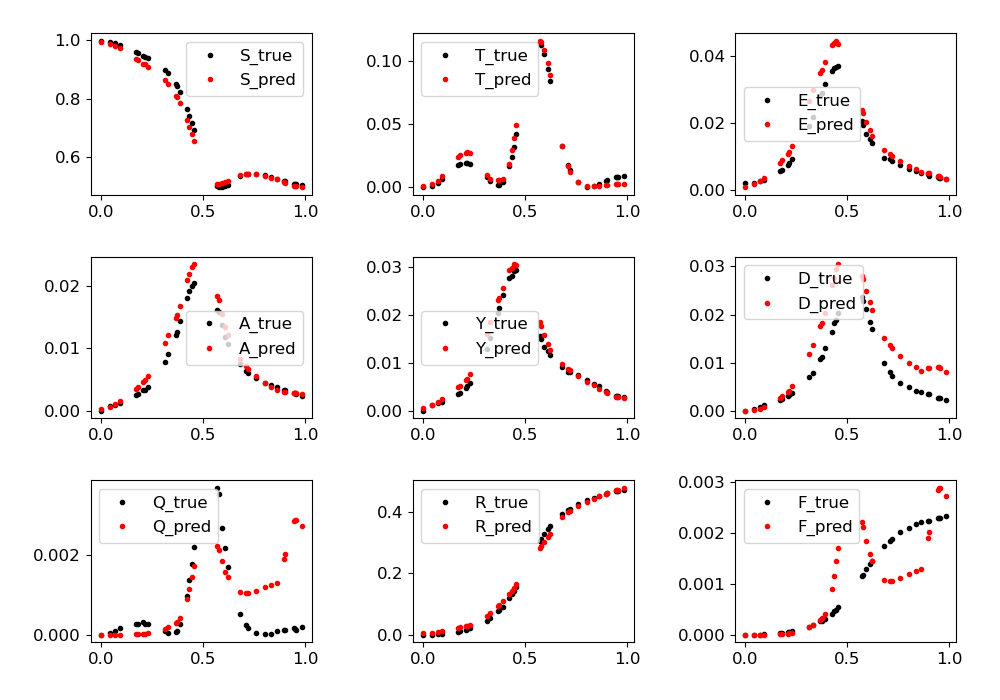 1.0
0.8
0.6
S_true
S_pred
0.0 0.5 1.0
0.10
0.05
0.00
T_true
T_pred
0.0 0.5 1.0
0.04
0.02
0.00
E_true
E_pred
0.0 0.5 1.0
0.02
0.01
0.00
A_true
A_pred
0.0 0.5 1.0
0.03
0.02
0.01
0.00
Y_true
Y_pred
0.0 0.5 1.0
0.03
0.02
0.01
0.00
D_true
D_pred
0.0 0.5 1.0
0.002
0.000
Q_true
Q_pred
0.0 0.5 1.0
0.4
0.2
0.0
R_true
R_pred
0.0 0.5 1.0
0.003
0.002
0.001
0.000
F_true
F_pred
0.0 0.5 1.0